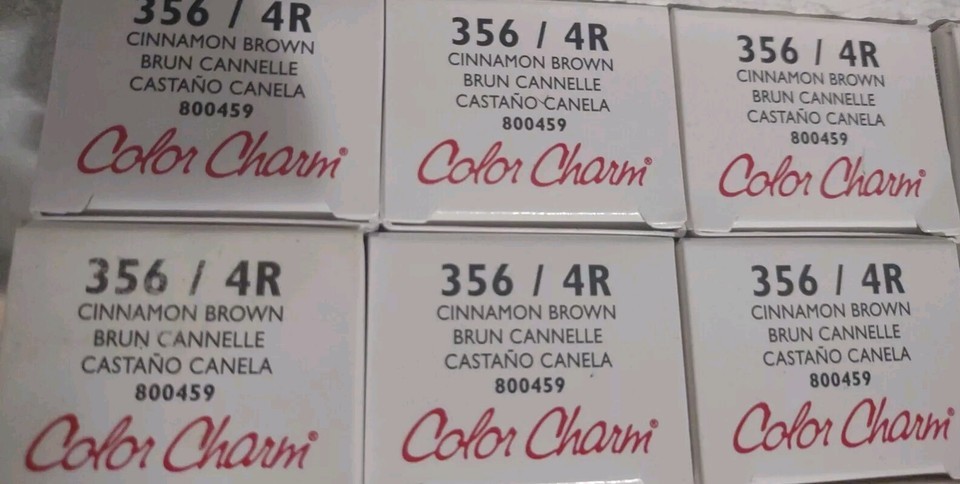 356 / 4R
CINNAMON BROWN
BRUN CANNELLE
CASTAÑO CANELA
800459
Color Charm
356 / 4R
CINNAMON BROWN
BRUN CANNELLE
CASTAÑO CANELA
800459
Color Charm
356 / 4R
CINNAMON BROWN
BRUN CANNELLE
CASTAÑO CANELA
800459
Color Charm
356 / 4R
CINNAMON BROWN
BRUN CANNELLE
CASTAÑO CANELA
800459
Color Charm
356 / 4R
CINNAMON BROWN
BRUN CANNELLE
CASTAÑO CANELA
800459
Color Charm
356 / 4R
CINNAMON BROWN
BRUN CANNELLE
CASTAÑO CANELA
800459
Color Charm